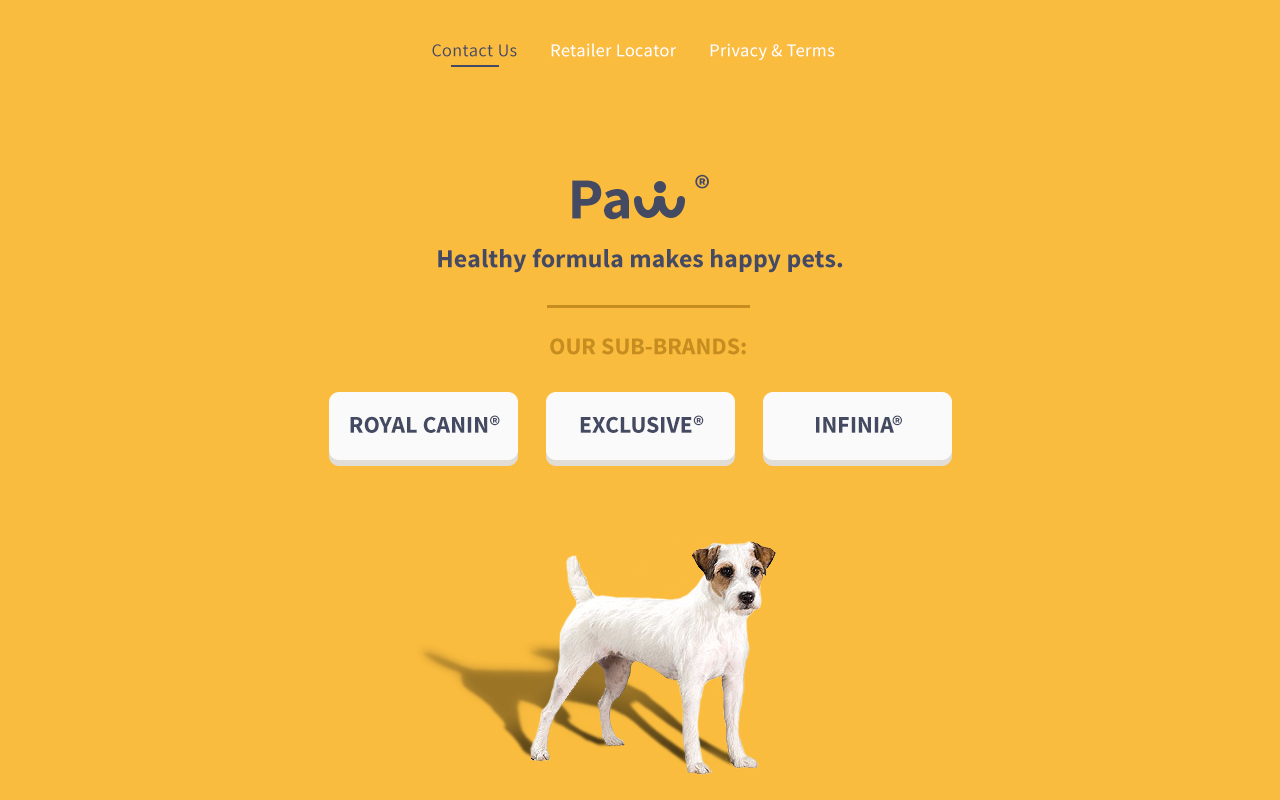 Contact Us Retailer Locator Privacy & Terms
Paw ®
Healthy formula makes happy pets.
OUR SUB-BRANDS:
ROYAL CANIN® EXCLUSIVE® INFINIA®